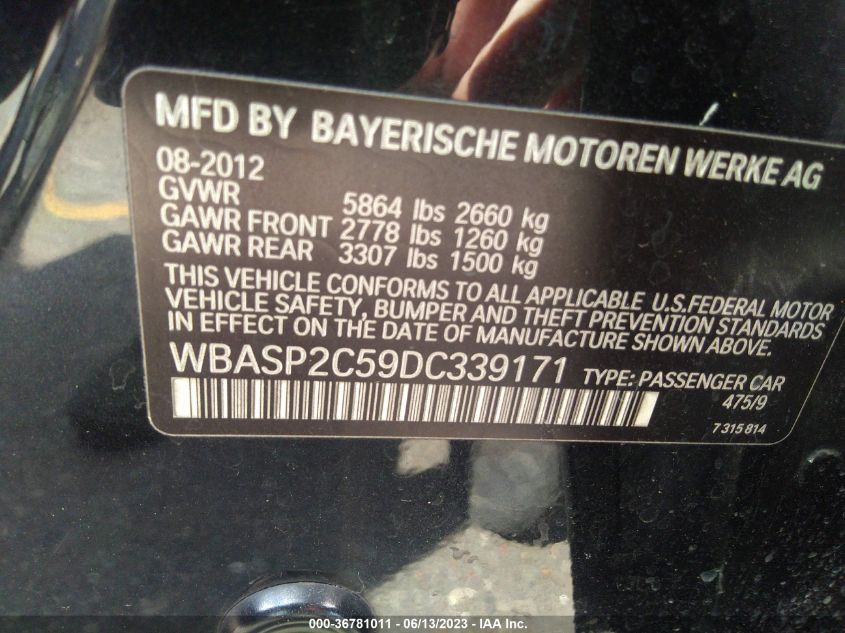 MFD BY BAYERISCHE MOTOREN WERKE AG
08-2012
GVWR 5864 lbs 2660 kg
GAWR FRONT 2778 lbs 1260 kg
GAWR REAR 3307 lbs 1500 kg
THIS VEHICLE CONFORMS TO ALL APPLICABLE U.S.FEDERAL MOTOR
VEHICLE SAFETY, BUMPER AND THEFT PREVENTION STANDARDS
IN EFFECT ON THE DATE OF MANUFACTURE SHOWN ABOVE.
WBASP2C59DC339171 TYPE: PASSENGER CAR
475/9
7 315 814
000-36781011 - 06/13/2023 - IAA Inc.